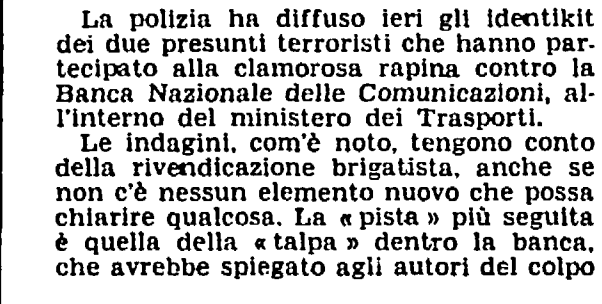 La polizia ha diffuso ieri gli identikit
dei due presunti terroristi che hanno par-
tecipato alla clamorosa rapina contro la
Banca Nazionale delle Comunicazioni, al-
l'interno del ministero dei Trasporti.
Le indagini, com'è noto, tengono conto
della rivendicazione brigatista, anche se
non c'è nessun elemento nuovo che possa
chiarire qualcosa. La « pista » più seguita
è quella della « talpa » dentro la banca,
che avrebbe spiegato agli autori del colpo